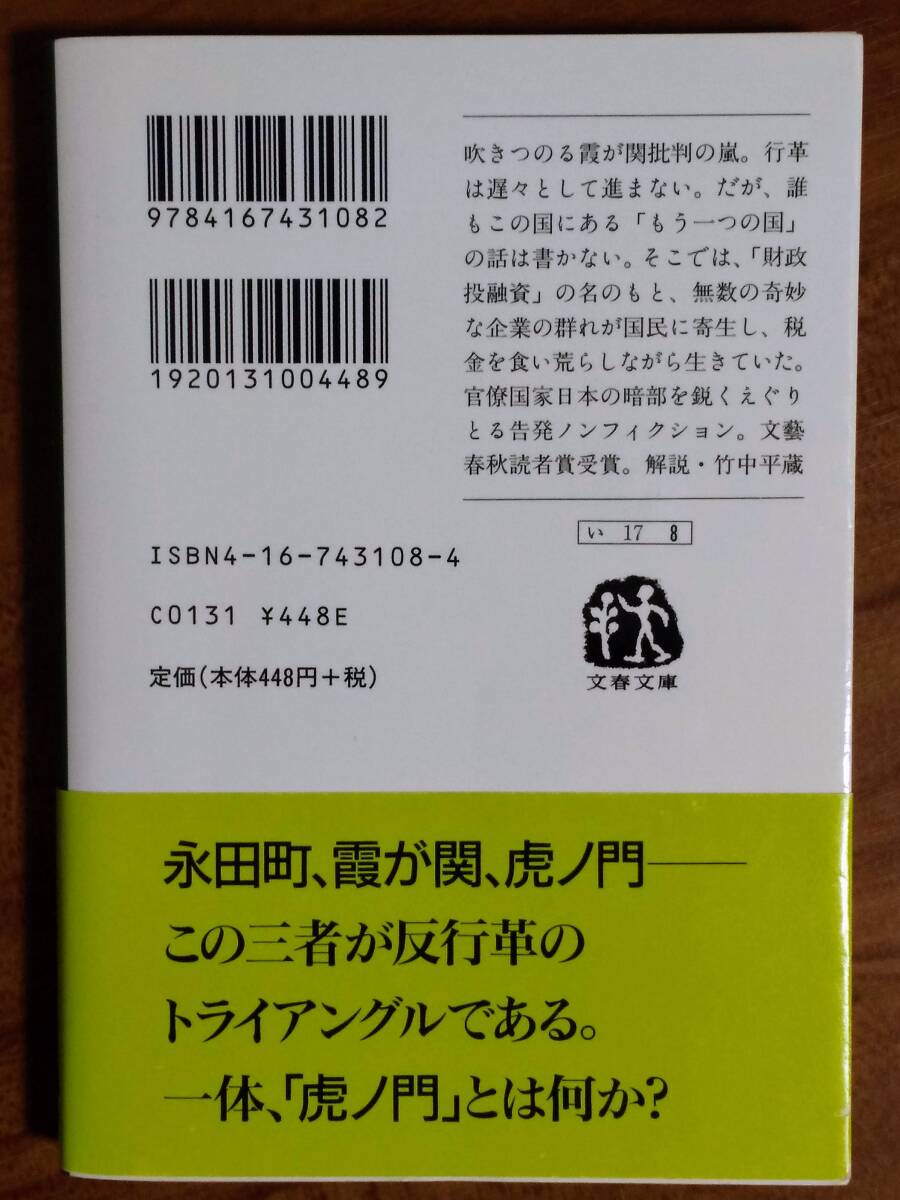 9784167431082
1920131004489
吹きつのる霞が関批判の嵐。行革
は遅々として進まない。だが、誰
もこの国にある「もう一つの国」
の話は書かない。そこでは、「財政
投融資」の名のもと、無数の奇妙
な企業の群れが国民に寄生し、税
金を食い荒らしながら生きていた。
官僚国家日本の暗部を鋭くえぐり
とる告発ノンフィクション。文藝
春秋読者賞受賞。解説・竹中平蔵
い 17 8
ISBN4-16-743108-4
C0131 ¥448E
定価(本体448円+税)
文春文庫
永田町、霞が関、虎ノ門――
この三者が反行革の
トライアングルである。
一体、「虎ノ門」とは何か?